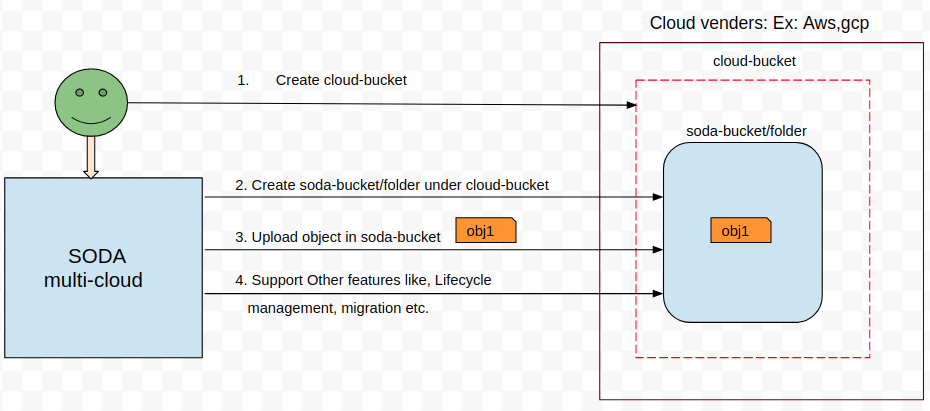 Cloud venders: Ex: Aws,gcp
cloud-bucket
1. Create cloud-bucket
soda-bucket/folder
2. Create soda-bucket/folder under cloud-bucket
3. Upload object in soda-bucket
obj1
obj1
SODA
multi-cloud
4. Support Other features like, Lifecycle
management, migration etc.